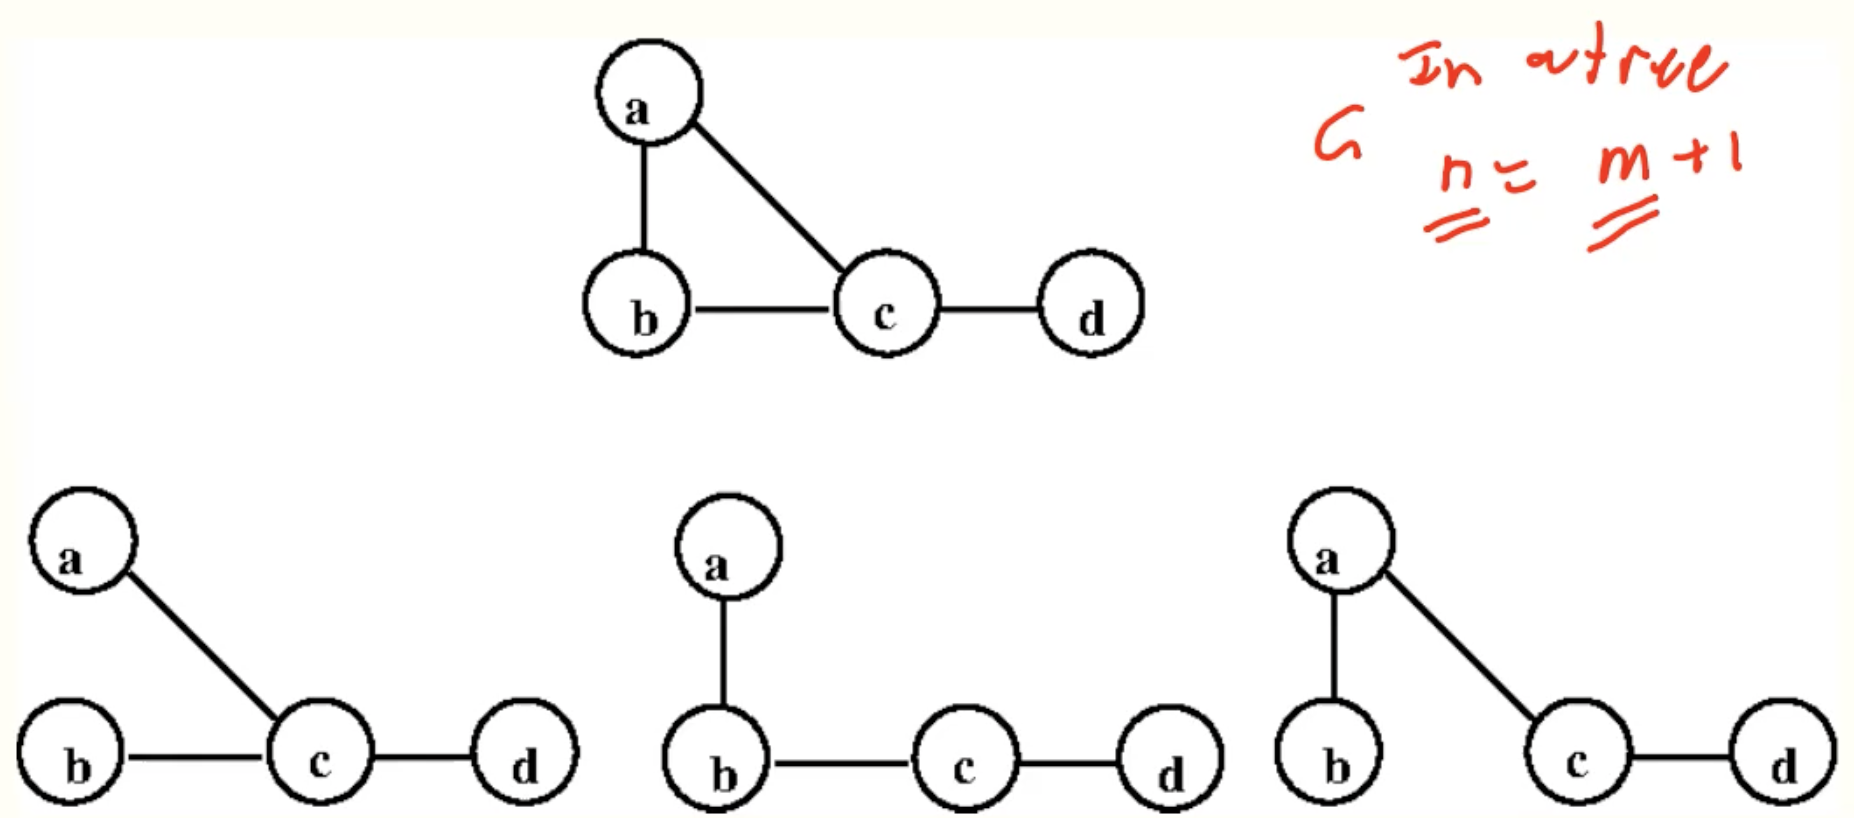 In a tree
G
n = m + 1
a
b c d
a a a
b c d b c d b c d